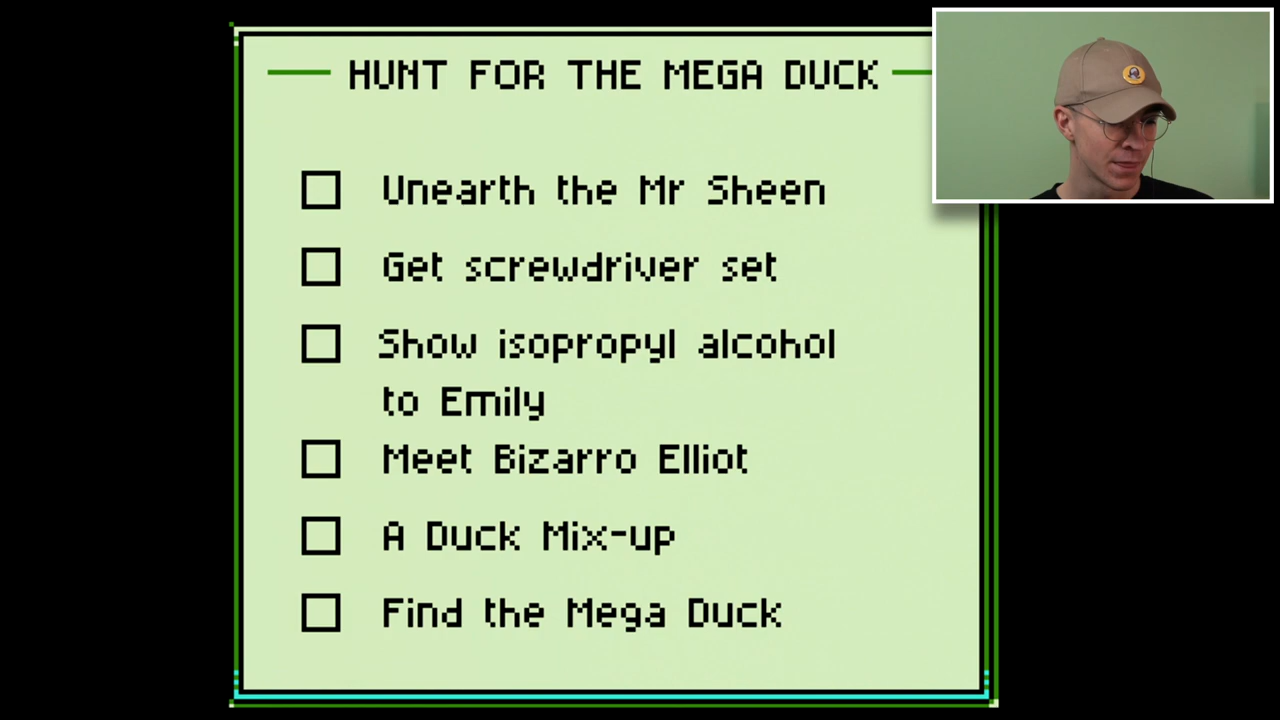 HUNT FOR THE MEGA DUCK
Unearth the Mr Sheen
Get screwdriver set
Show isopropyl alcohol
to Emily
Meet Bizarro Elliot
A Duck Mix-up
Find the Mega Duck